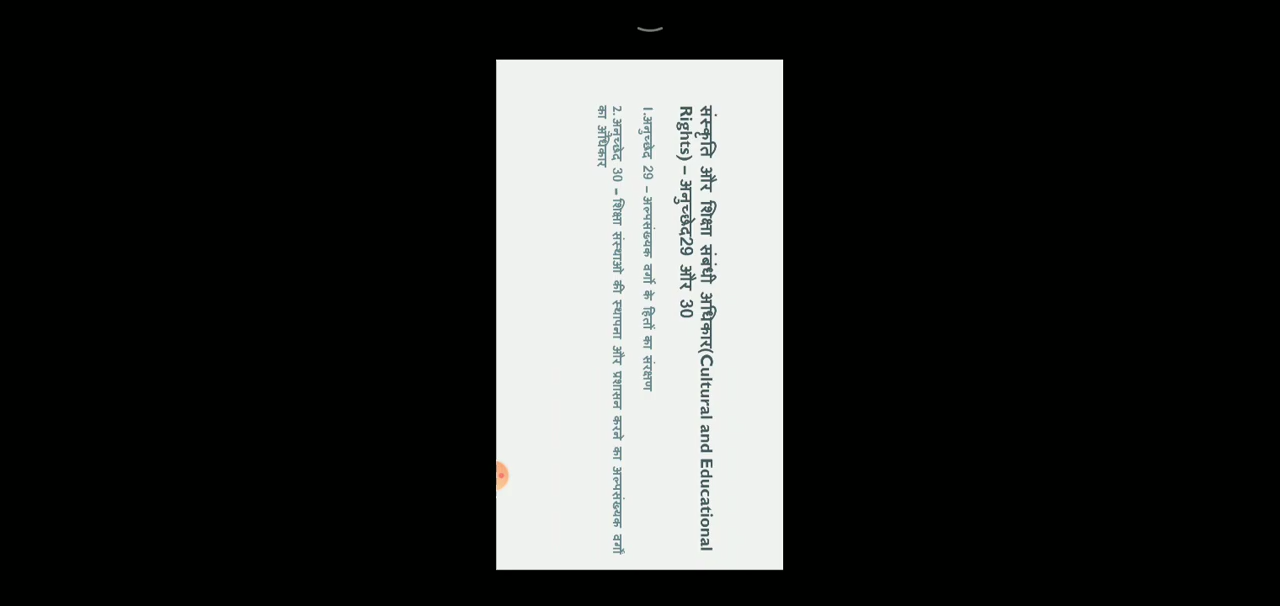 संस्कृति और शिक्षा संबंधी अधिकार(Cultural and Educational
Rights) – अनुच्छेद29 और 30
1.अनुच्छेद 29 – अल्पसंख्यक वर्गों के हितों का संरक्षण
2. अनुच्छेद 30 – शिक्षा संस्थाओ की स्थापना और प्रशासन करने का अल्पसंख्यक वर्गों
का अधिकार